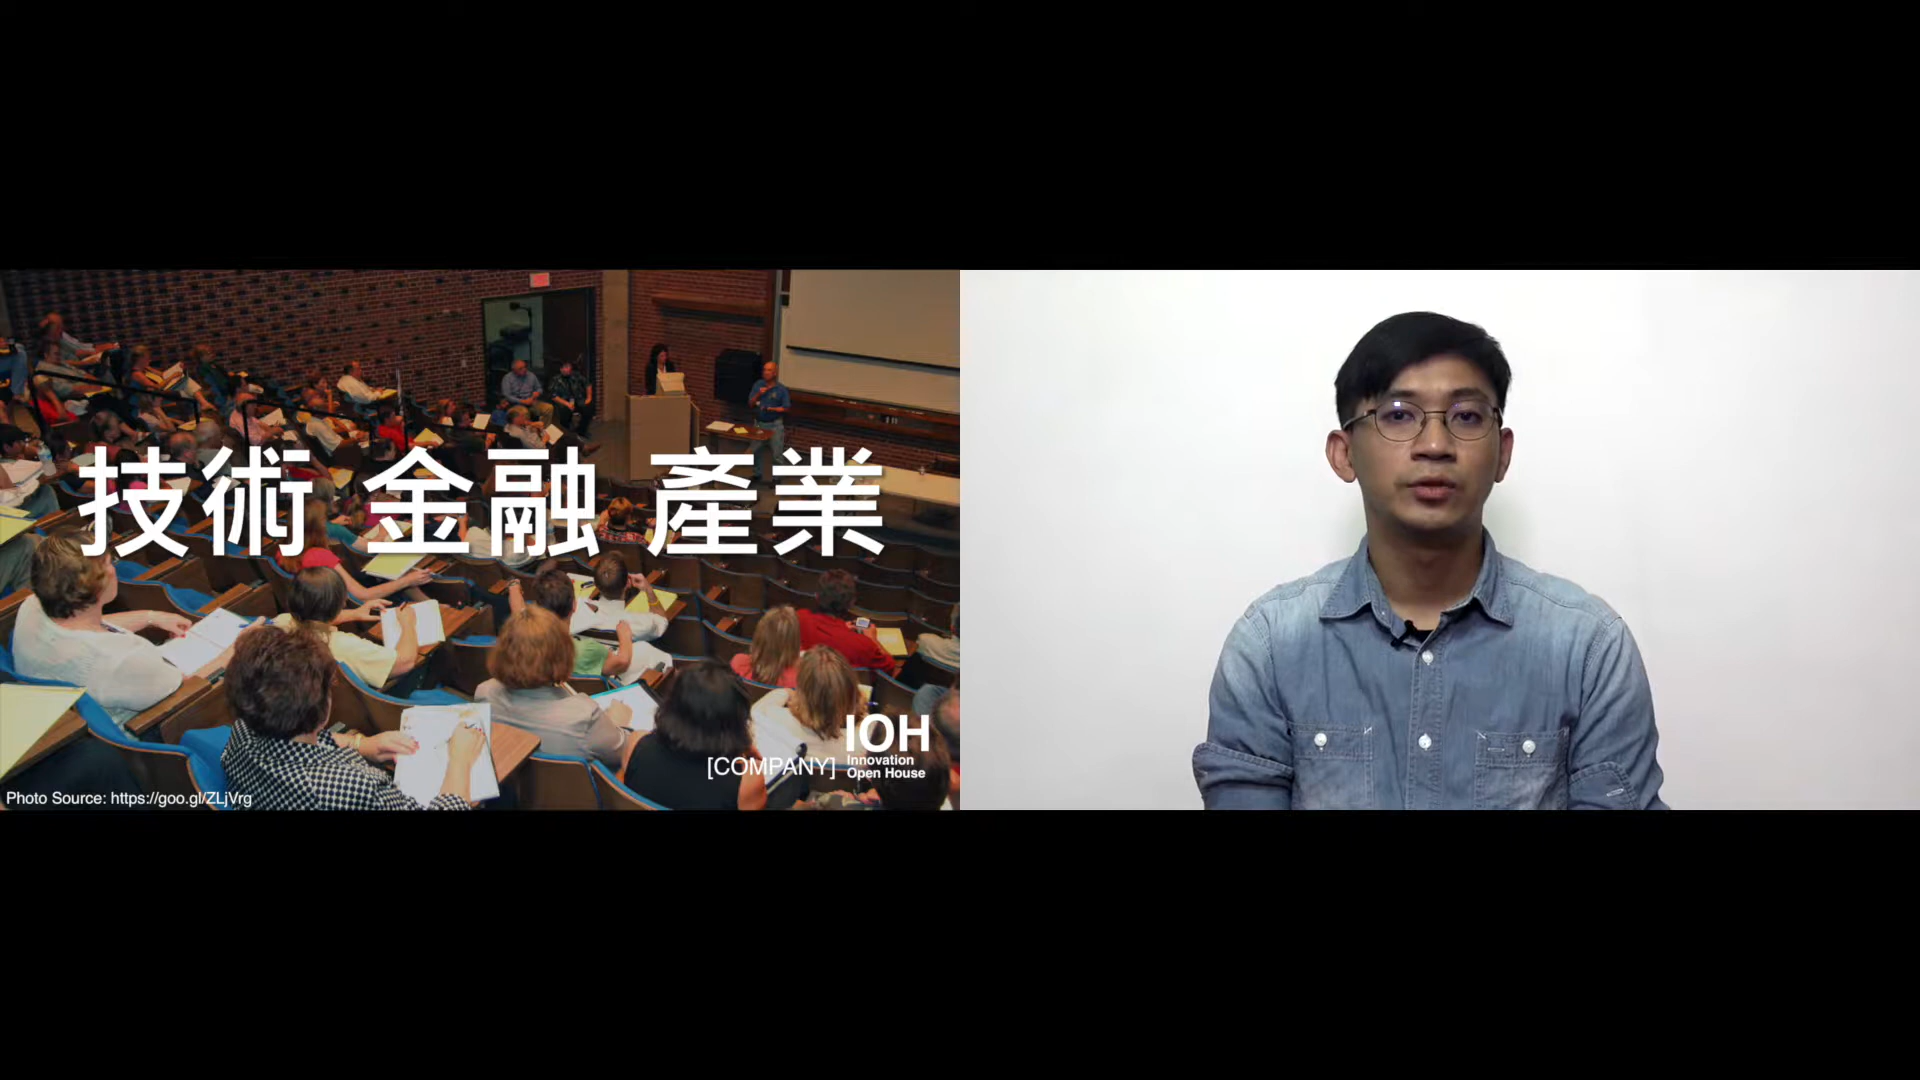 技術 金融 產業
IOH
Innovation
Open House
[COMPANY]
Photo Source: https://goo.gl/ZLjVrg